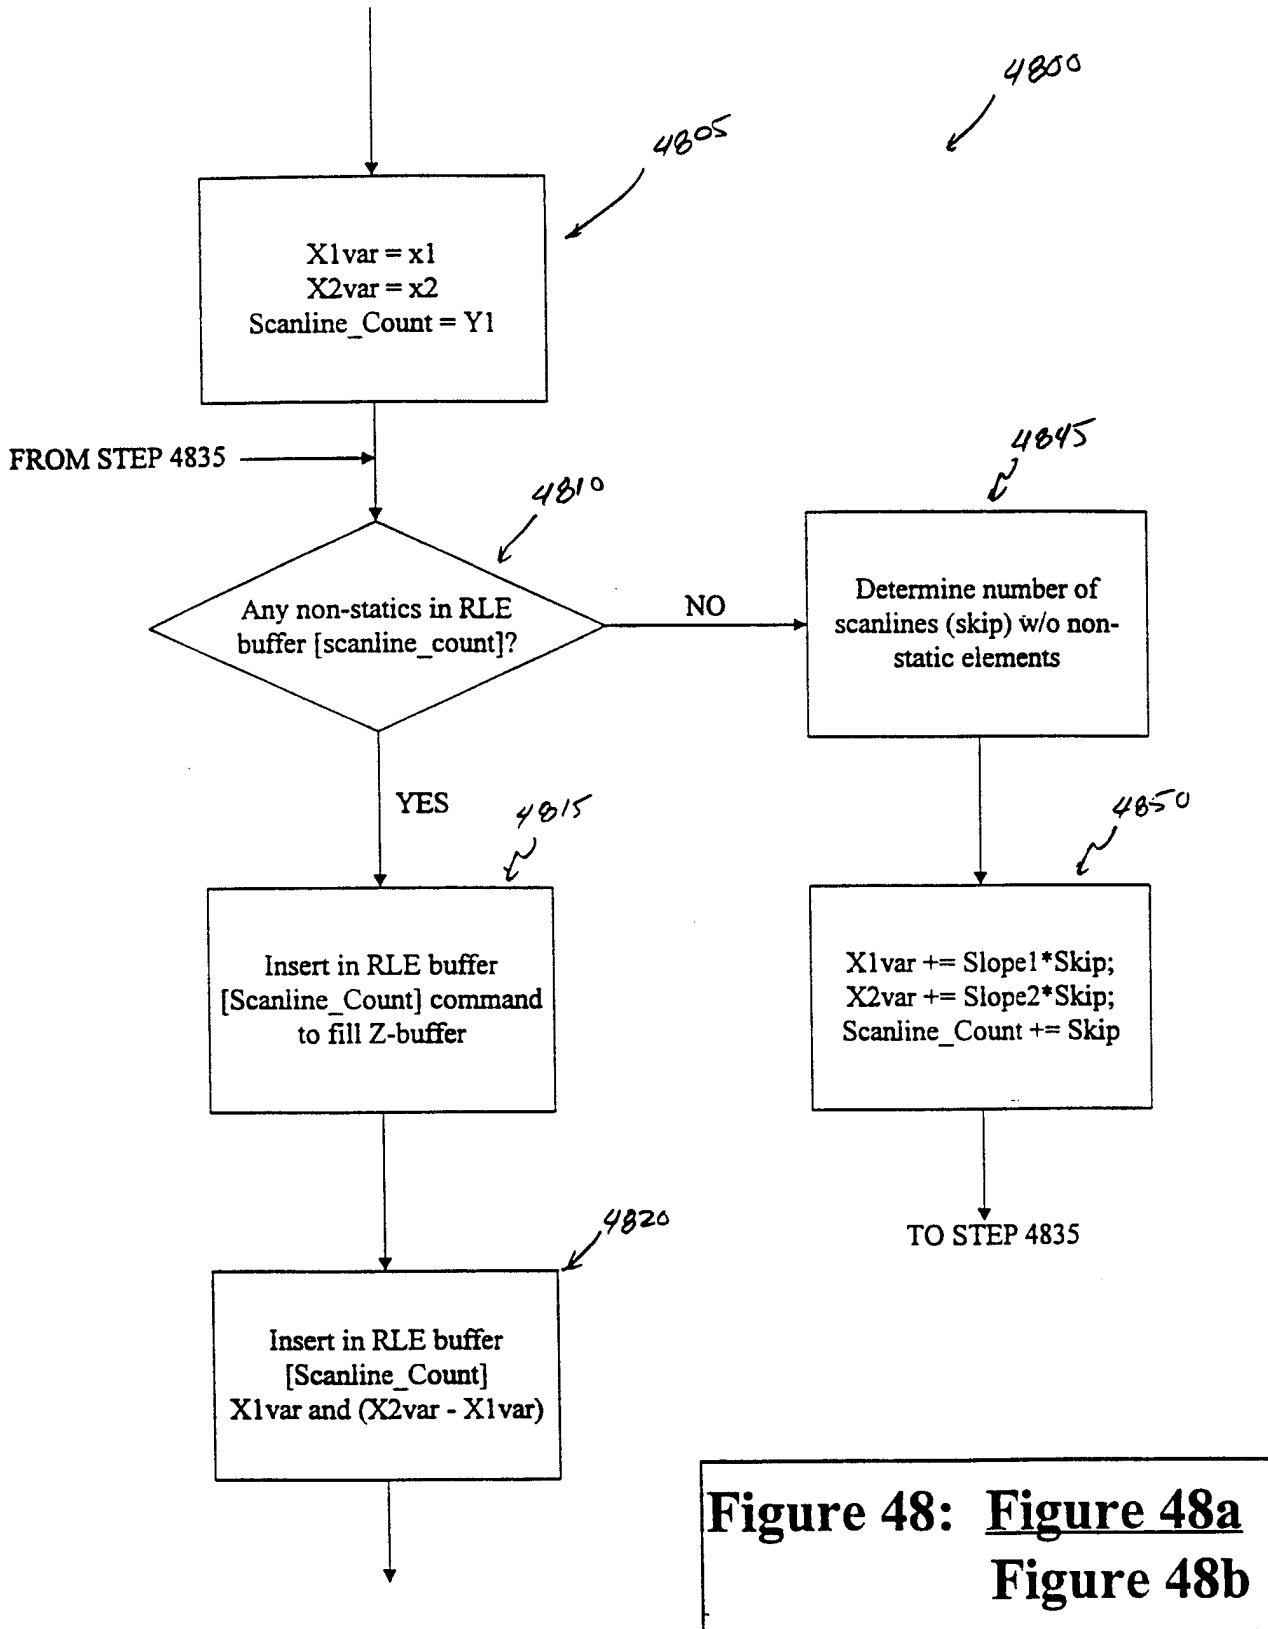 4800
4805
X1var = x1
X2var = x2
Scanline_Count = Y1
FROM STEP 4835
4810
Any non-statics in RLE
buffer [scanline_count]?
NO
4845
Determine number of
scanlines (skip) w/o non-
static elements
YES
4815
Insert in RLE buffer
[Scanline_Count] command
to fill Z-buffer
4850
X1var += Slope1*Skip;
X2var += Slope2*Skip;
Scanline_Count += Skip
TO STEP 4835
4820
Insert in RLE buffer
[Scanline_Count]
X1var and (X2var - X1var)
Figure 48: Figure 48a
Figure 48b